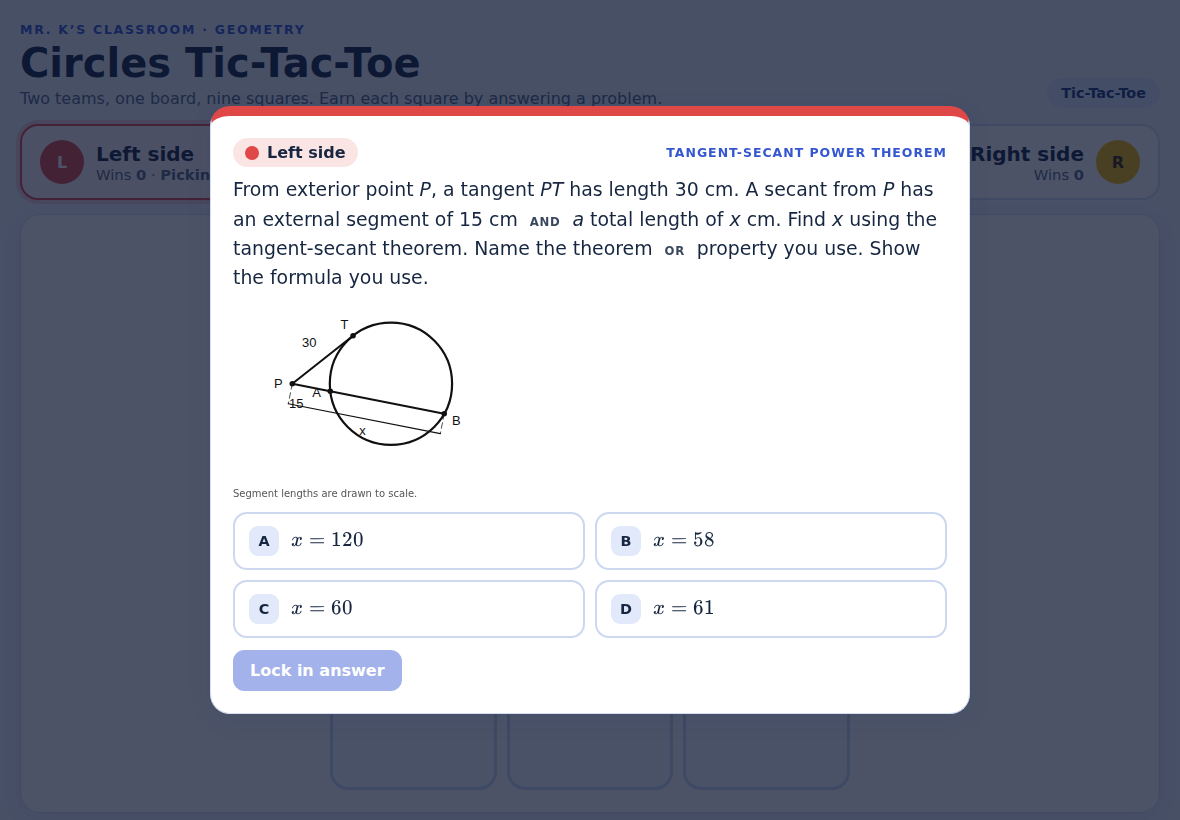 MR. K’S CLASSROOM · GEOMETRY
Circles Tic-Tac-Toe
Two teams, one board, nine squares. Earn each square by answering a problem.
Tic-Tac-Toe
L
Left side
Wins 0 · Pickin
Right side
Wins 0
R
Left side
TANGENT-SECANT POWER THEOREM
From exterior point P, a tangent PT has length 30 cm. A secant from P has
an external segment of 15 cm AND a total length of x cm. Find x using the
tangent-secant theorem. Name the theorem OR property you use. Show
the formula you use.
T
30
P
A
15
B
x
Segment lengths are drawn to scale.
A x = 120
B x = 58
C x = 60
D x = 61
Lock in answer